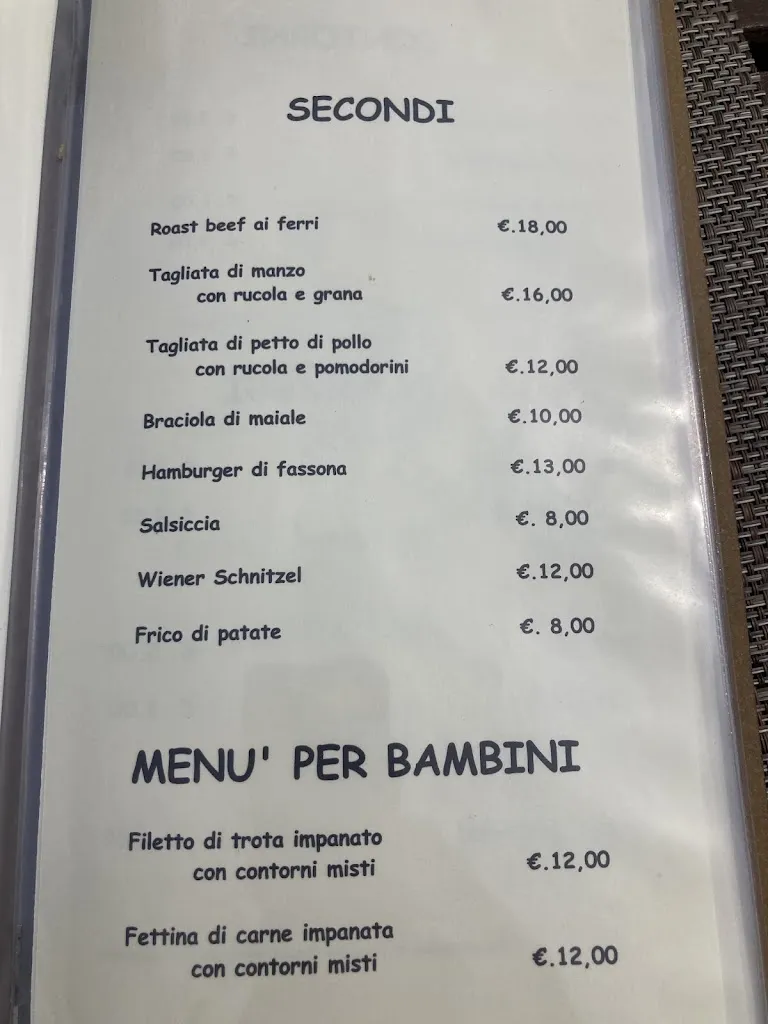 SECONDI
Roast beef ai ferri €.18,00
Tagliata di manzo
con rucola e grana €.16,00
Tagliata di petto di pollo
con rucola e pomodorini €.12,00
Braciola di maiale €.10,00
Hamburger di fassona €.13,00
Salsiccia €. 8,00
Wiener Schnitzel €.12,00
Frico di patate €. 8,00
MENU' PER BAMBINI
Filetto di trota impanato
con contorni misti €.12,00
Fettina di carne impanata
con contorni misti €.12,00